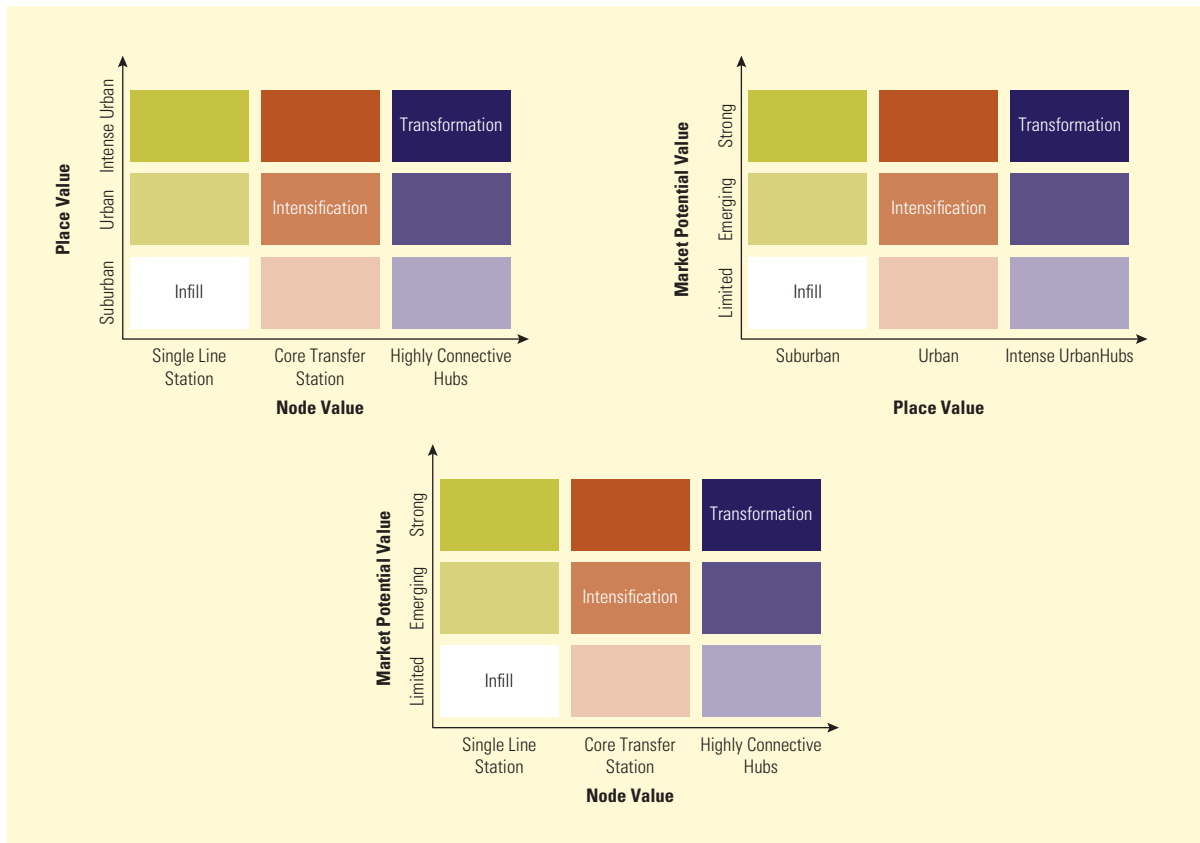 Place Value
Intense Urban
Urban
Suburban
Transformation
Intensification
Infill
Single Line
Station
Core Transfer
Station
Highly Connective
Hubs
Node Value
Market Potential Value
Strong
Emerging
Limited
Transformation
Intensification
Infill
Suburban
Urban
Intense UrbanHubs
Place Value
Market Potential Value
Strong
Emerging
Limited
Transformation
Intensification
Infill
Single Line
Station
Core Transfer
Station
Highly Connective
Hubs
Node Value